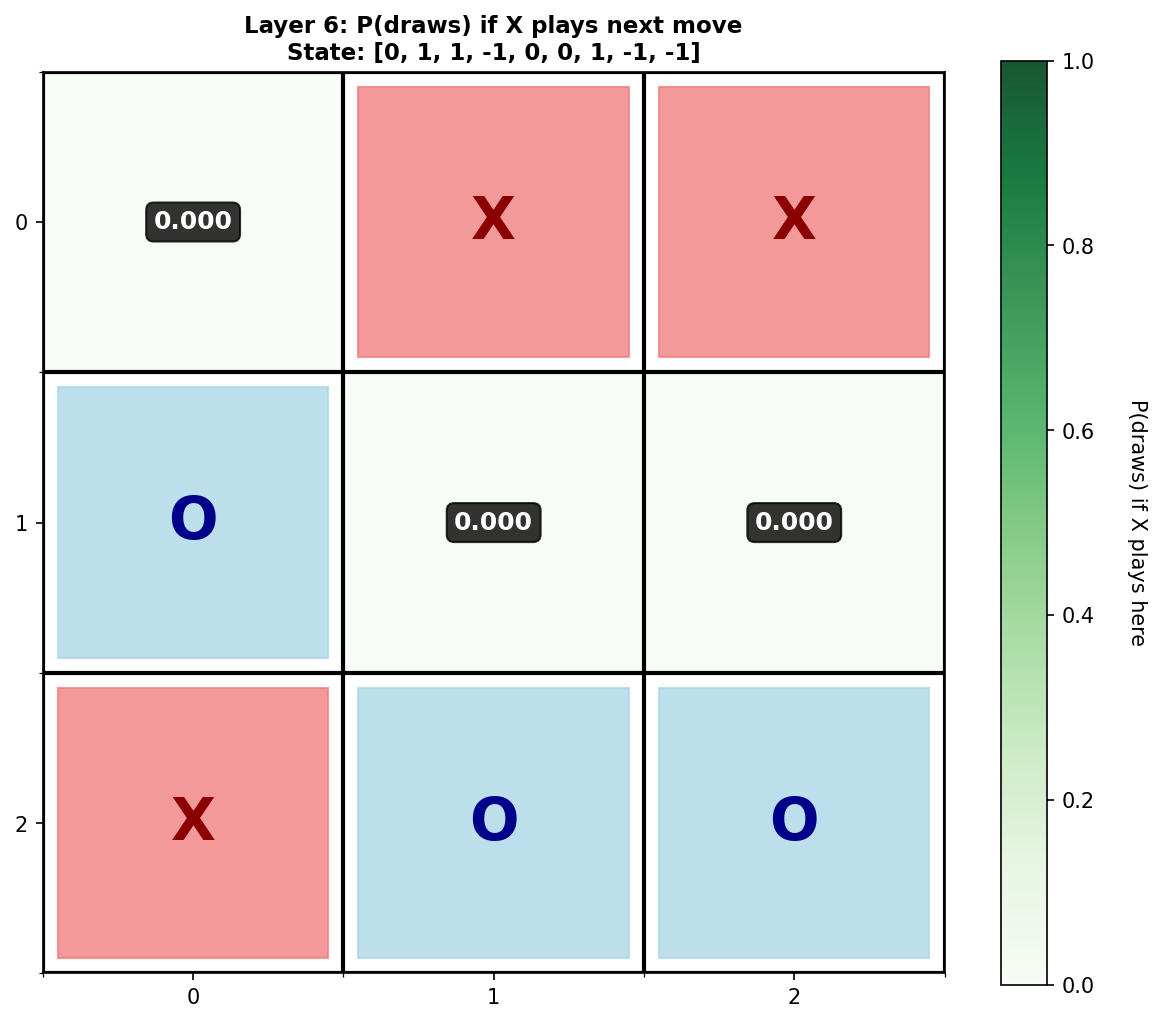 Layer 6: P(draws) if X plays next move
State: [0, 1, 1, -1, 0, 0, 1, -1, -1]
0
0.000
X
X
1
O
0.000
0.000
2
X
O
O
0
1
2
1.0
0.8
0.6
0.4
0.2
0.0
P(draws) if X plays here